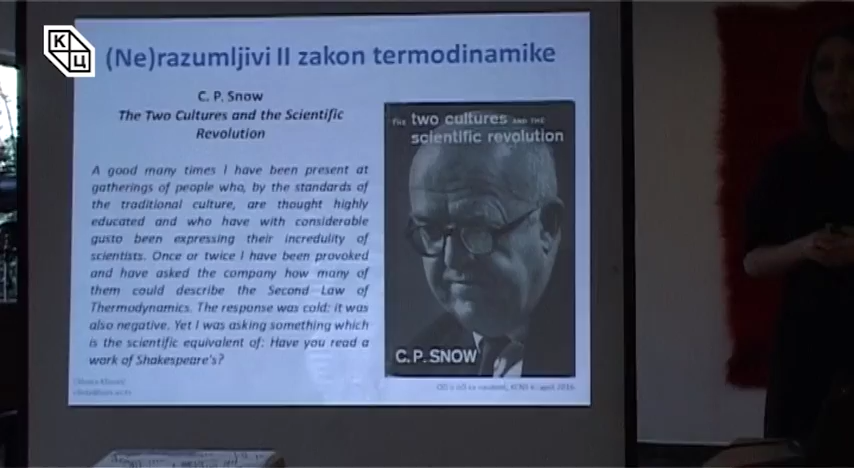 К
Ц
(Ne)razumljivi II zakon termodinamike
C. P. Snow
The Two Cultures and the Scientific
Revolution
A good many times I have been present at
gatherings of people who, by the standards of
the traditional culture, are thought highly
educated and who have with considerable
gusto been expressing their incredulity of
scientists. Once or twice I have been provoked
and have asked the company how many of
them could describe the Second Law of
Thermodynamics. The response was cold: it was
also negative. Yet I was asking something which
is the scientific equivalent of: Have you read a
work of Shakespeare's?
THE two cultures AND THE
scientific revolution
C.P. SNOW
april 2016